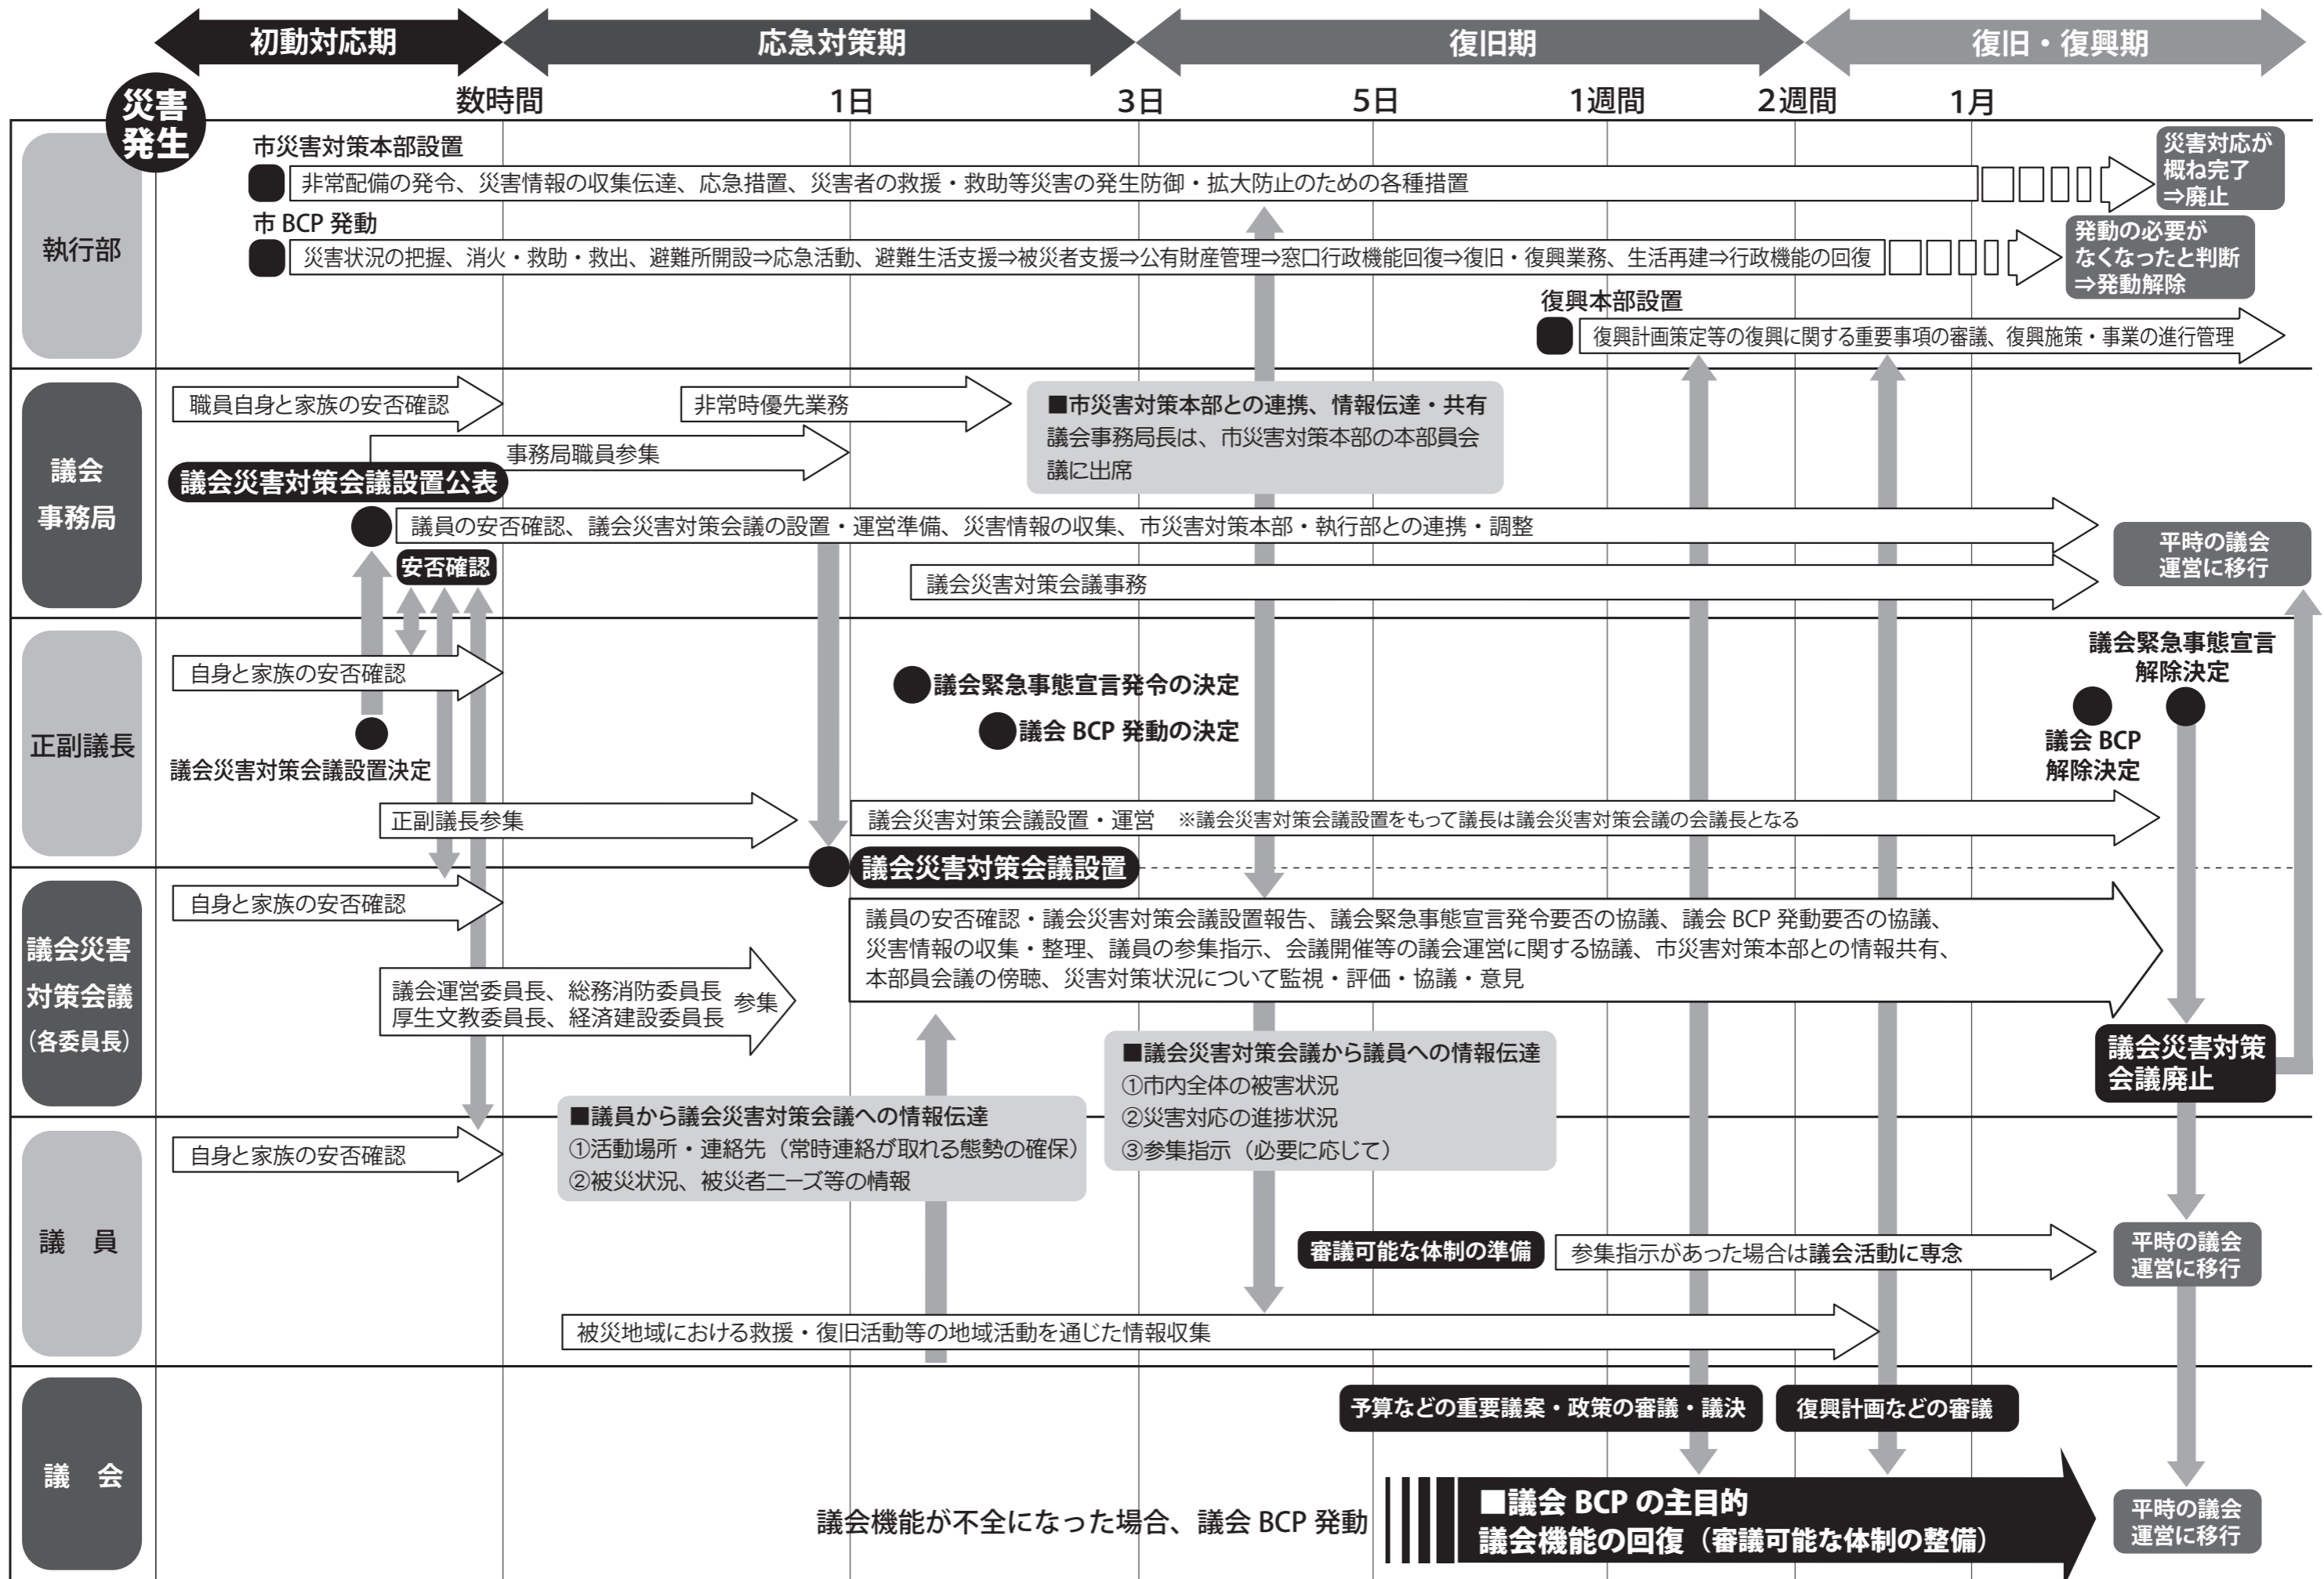 初動対応期
応急対策期
復旧期
復旧・復興期
災害
発生
数時間
1日
3日
5日
1週間
2週間
1月
執行部
市災害対策本部設置
非常配備の発令、災害情報の収集伝達、応急措置、災害者の救援・救助等災害の発生防御・拡大防止のための各種措置
災害対応が
概ね完了
⇒廃止
市 BCP 発動
災害状況の把握、消火・救助・救出、避難所開設⇒応急活動、避難生活支援⇒被災者支援⇒公有財産管理⇒窓口行政機能回復⇒復旧・復興業務、生活再建⇒行政機能の回復
発動の必要が
なくなったと判断
⇒発動解除
復興本部設置
復興計画策定等の復興に関する重要事項の審議、復興施策・事業の進行管理
議会
事務局
職員自身と家族の安否確認
非常時優先業務
事務局職員参集
■市災害対策本部との連携、情報伝達・共有
議会事務局長は、市災害対策本部の本部員会
議に出席
議会災害対策会議設置公表
議員の安否確認、議会災害対策会議の設置・運営準備、災害情報の収集、市災害対策本部・執行部との連携・調整
安否確認
議会災害対策会議事務
平時の議会
運営に移行
正副議長
自身と家族の安否確認
議会災害対策会議設置決定
議会緊急事態宣言発令の決定
議会 BCP 発動の決定
議会緊急事態宣言
解除決定
議会 BCP
解除決定
正副議長参集
議会災害対策会議設置・運営 ※議会災害対策会議設置をもって議長は議会災害対策会議の会議長となる
議会災害対策会議設置
議会災害
対策会議
（各委員長）
自身と家族の安否確認
議会運営委員長、総務消防委員長
厚生文教委員長、経済建設委員長
参集
議員の安否確認・議会災害対策会議設置報告、議会緊急事態宣言発令要否の協議、議会 BCP 発動要否の協議、
災害情報の収集・整理、議員の参集指示、会議開催等の議会運営に関する協議、市災害対策本部との情報共有、
本部員会議の傍聴、災害対策状況について監視・評価・協議・意見
議会災害対策
会議廃止
■議会災害対策会議から議員への情報伝達
①市内全体の被害状況
②災害対応の進捗状況
③参集指示（必要に応じて）
■議員から議会災害対策会議への情報伝達
①活動場所・連絡先（常時連絡が取れる態勢の確保）
②被災状況、被災者ニーズ等の情報
議 員
自身と家族の安否確認
審議可能な体制の準備
参集指示があった場合は議会活動に専念
平時の議会
運営に移行
被災地域における救援・復旧活動等の地域活動を通じた情報収集
議 会
予算などの重要議案・政策の審議・議決
復興計画などの審議
議会機能が不全になった場合、議会 BCP 発動
■議会 BCP の主目的
議会機能の回復（審議可能な体制の整備）
平時の議会
運営に移行